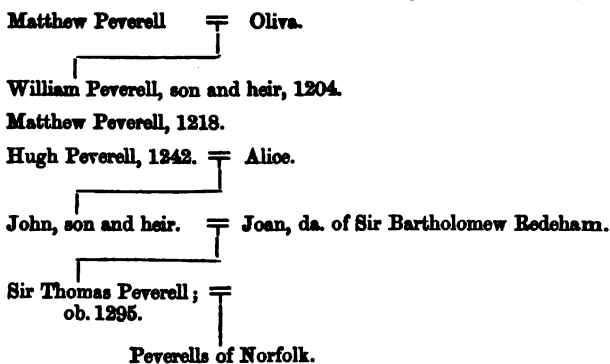 Matthew Peverell = Oliva.
William Peverell, son and heir, 1204.
Matthew Peverell, 1218.
Hugh Peverell, 1242. = Alice.
John, son and heir. = Joan, da. of Sir Bartholomew Redeham.
Sir Thomas Peverell; =
ob. 1295.
Peverells of Norfolk.